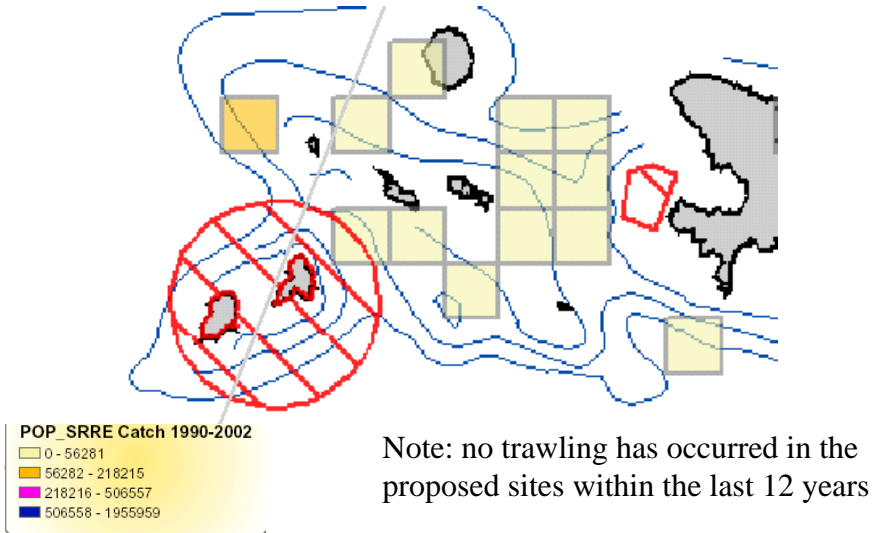 POP_SRRE Catch 1990-2002
0 - 56281
56282 - 218215
218216 - 506557
506558 - 1955959
Note: no trawling has occurred in the
proposed sites within the last 12 years